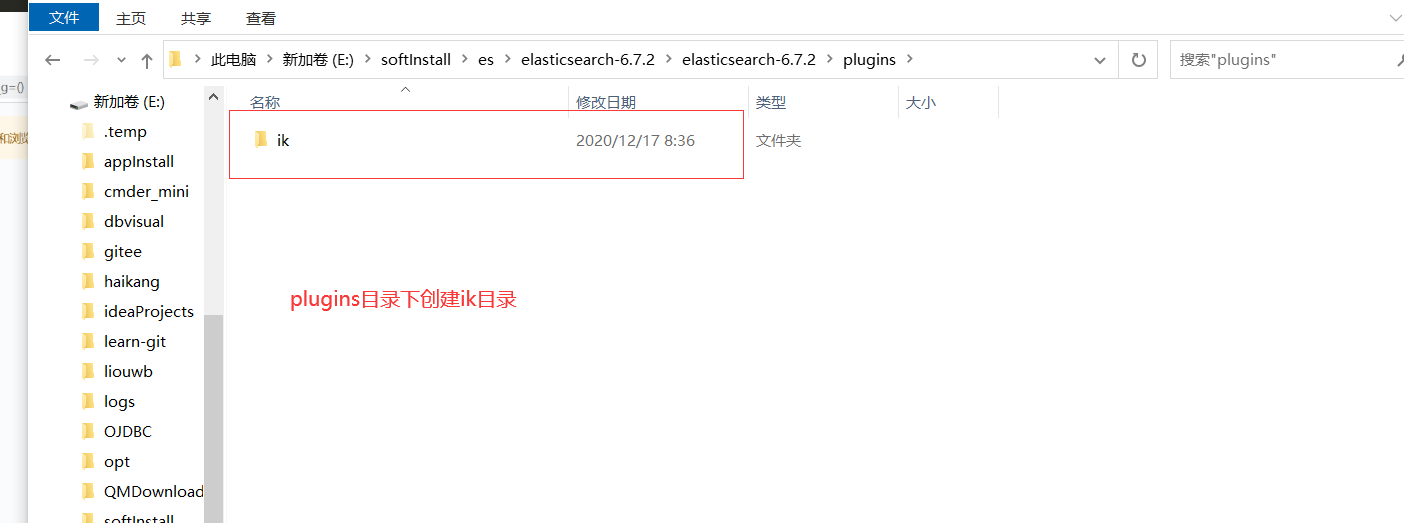 文件 主页 共享 查看
此电脑 新加卷 (E:) softInstall es elasticsearch-6.7.2 elasticsearch-6.7.2 plugins 搜索"plugins"
_g=()
和浏览
新加卷 (E:)
.temp
appInstall
cmder_mini
dbvisual
gitee
haikang
ideaProjects
learn-git
liouwb
logs
OJDBC
opt
QMDownload
softInstall
名称 修改日期 类型 大小
ik 2020/12/17 8:36 文件夹
plugins目录下创建ik目录